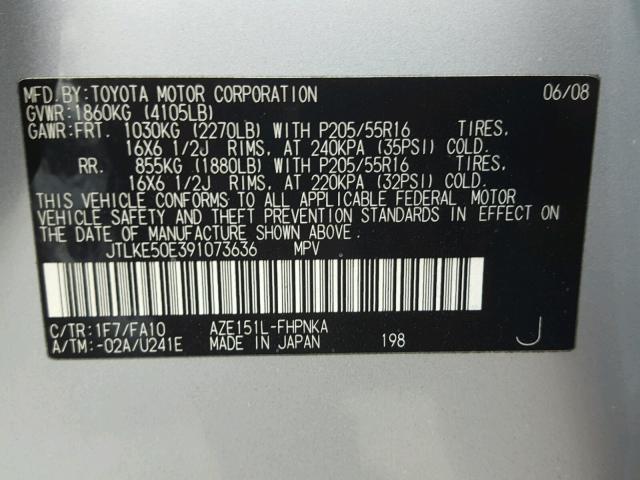 MFD.BY:TOYOTA MOTOR CORPORATION 06/08
GVWR:1860KG (4105LB)
GAWR:FRT. 1030KG (2270LB) WITH P205/55R16 TIRES,
16X6 1/2J RIMS, AT 240KPA (35PSI) COLD.
RR. 855KG (1880LB) WITH P205/55R16 TIRES,
16X6 1/2J RIMS, AT 220KPA (32PSI) COLD.
THIS VEHICLE CONFORMS TO ALL APPLICABLE FEDERAL MOTOR
VEHICLE SAFETY AND THEFT PREVENTION STANDARDS IN EFFECT ON
THE DATE OF MANUFACTURE SHOWN ABOVE.
JTLKE50E391073636 MPV
C/TR:1F7/FA10 AZE151L-FHPNKA
A/TM:-02A/U241E MADE IN JAPAN 198 J